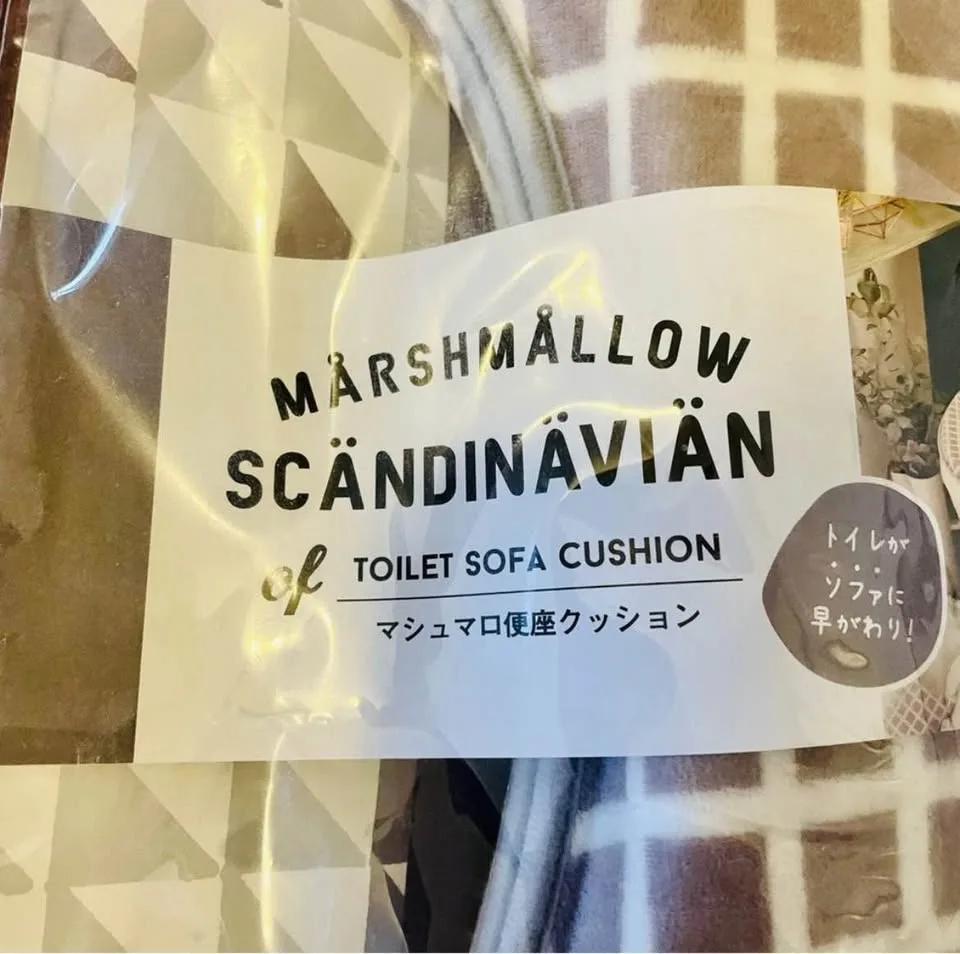 MÅRSHMÅLLOW
SCÄNDINÄVIÄN
of TOILET SOFA CUSHION
マシュマロ便座クッション
トイレが
ソファに
早がわり!